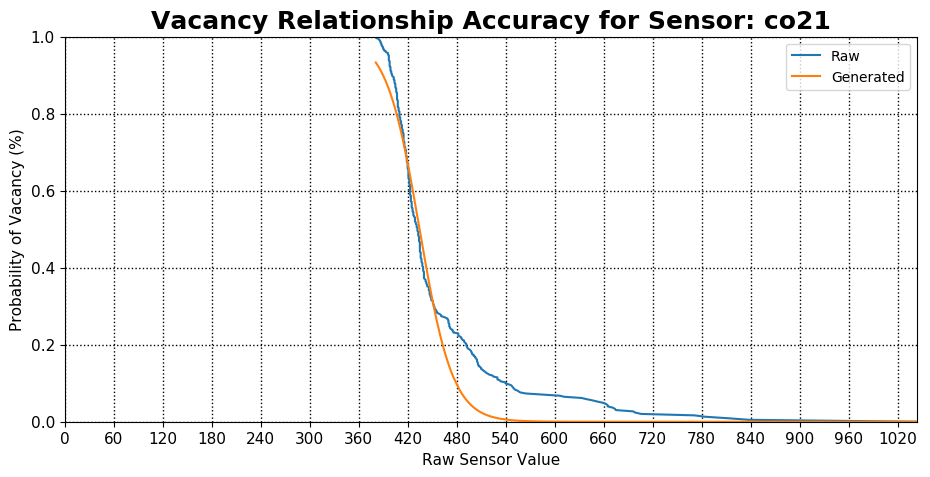 Vacancy Relationship Accuracy for Sensor: co21
Raw
Generated
1.0
0.8
0.6
0.4
0.2
0.0
Probability of Vacancy (%)
0 60 120 180 240 300 360 420 480 540 600 660 720 780 840 900 960 1020
Raw Sensor Value